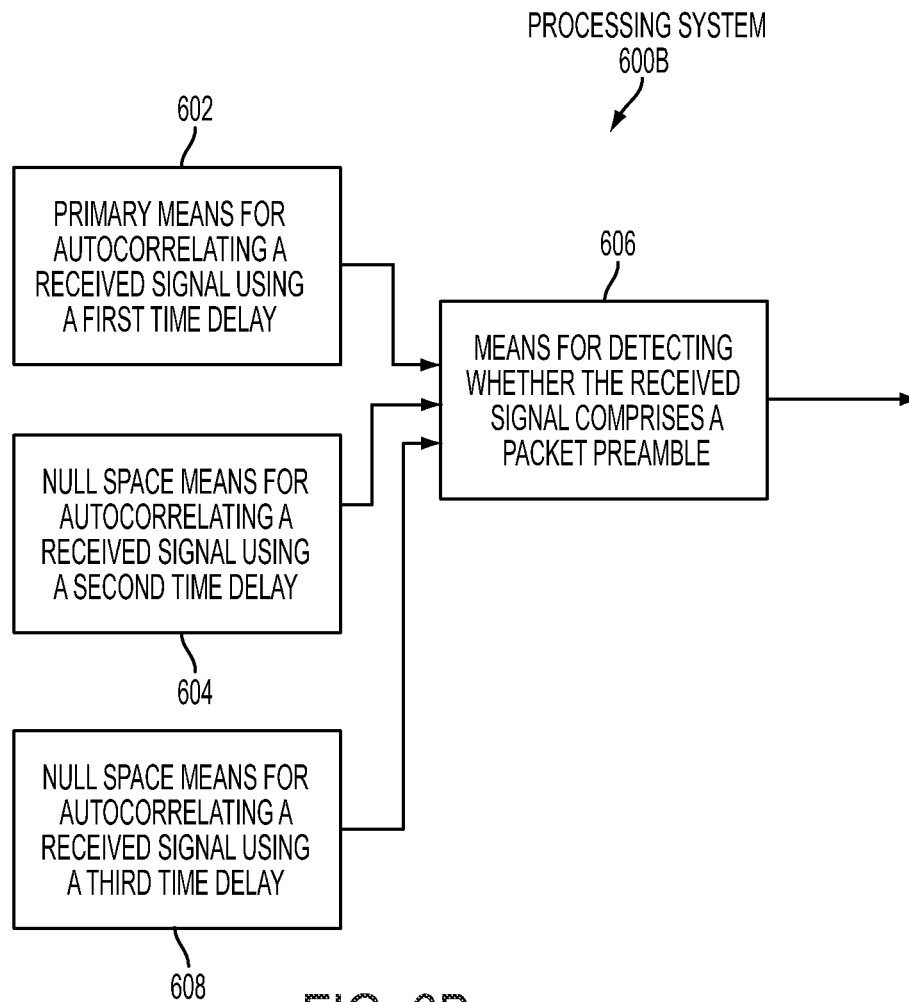 PROCESSING SYSTEM
600B
602
PRIMARY MEANS FOR
AUTOCORRELATING A
RECEIVED SIGNAL USING
A FIRST TIME DELAY
606
MEANS FOR DETECTING
WHETHER THE RECEIVED
SIGNAL COMPRISES A
PACKET PREAMBLE
NULL SPACE MEANS FOR
AUTOCORRELATING A
RECEIVED SIGNAL USING
A SECOND TIME DELAY
604
NULL SPACE MEANS FOR
AUTOCORRELATING A
RECEIVED SIGNAL USING
A THIRD TIME DELAY
608